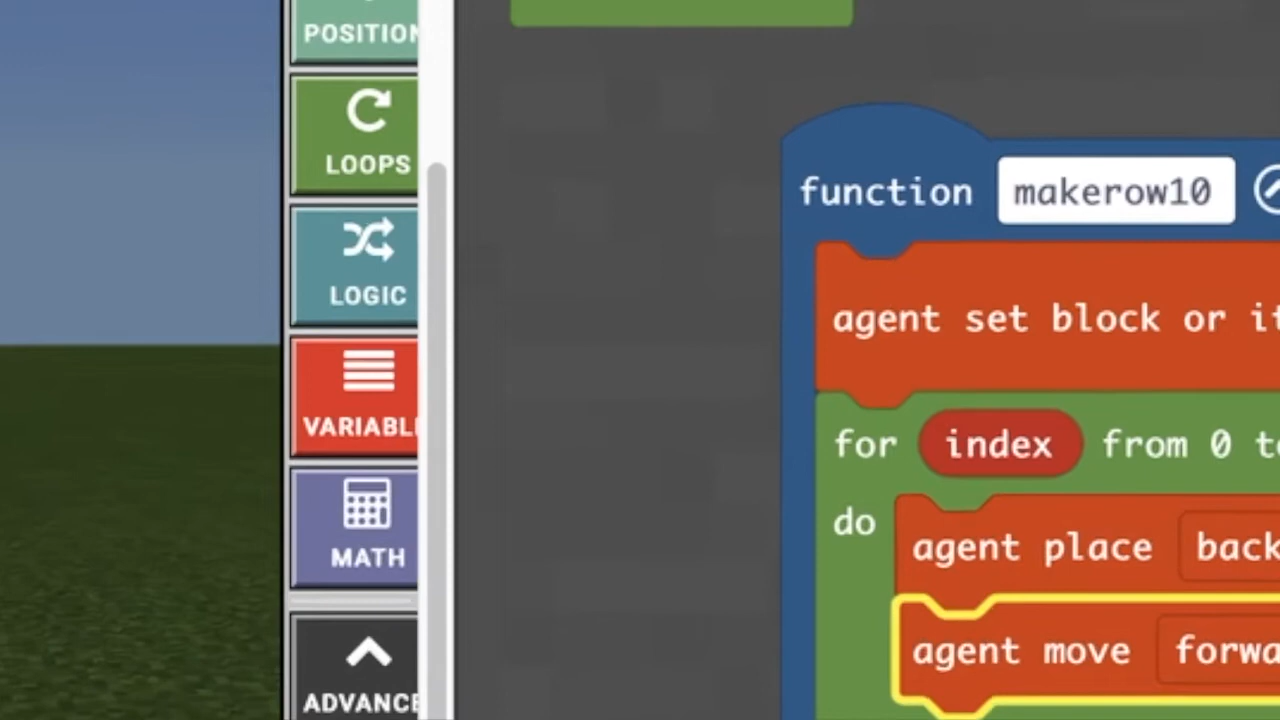 POSITION
LOOPS
LOGIC
VARIABL
MATH
ADVANCE
function makerow10
agent set block or it
for index from 0 to
do
agent place back
agent move forwa